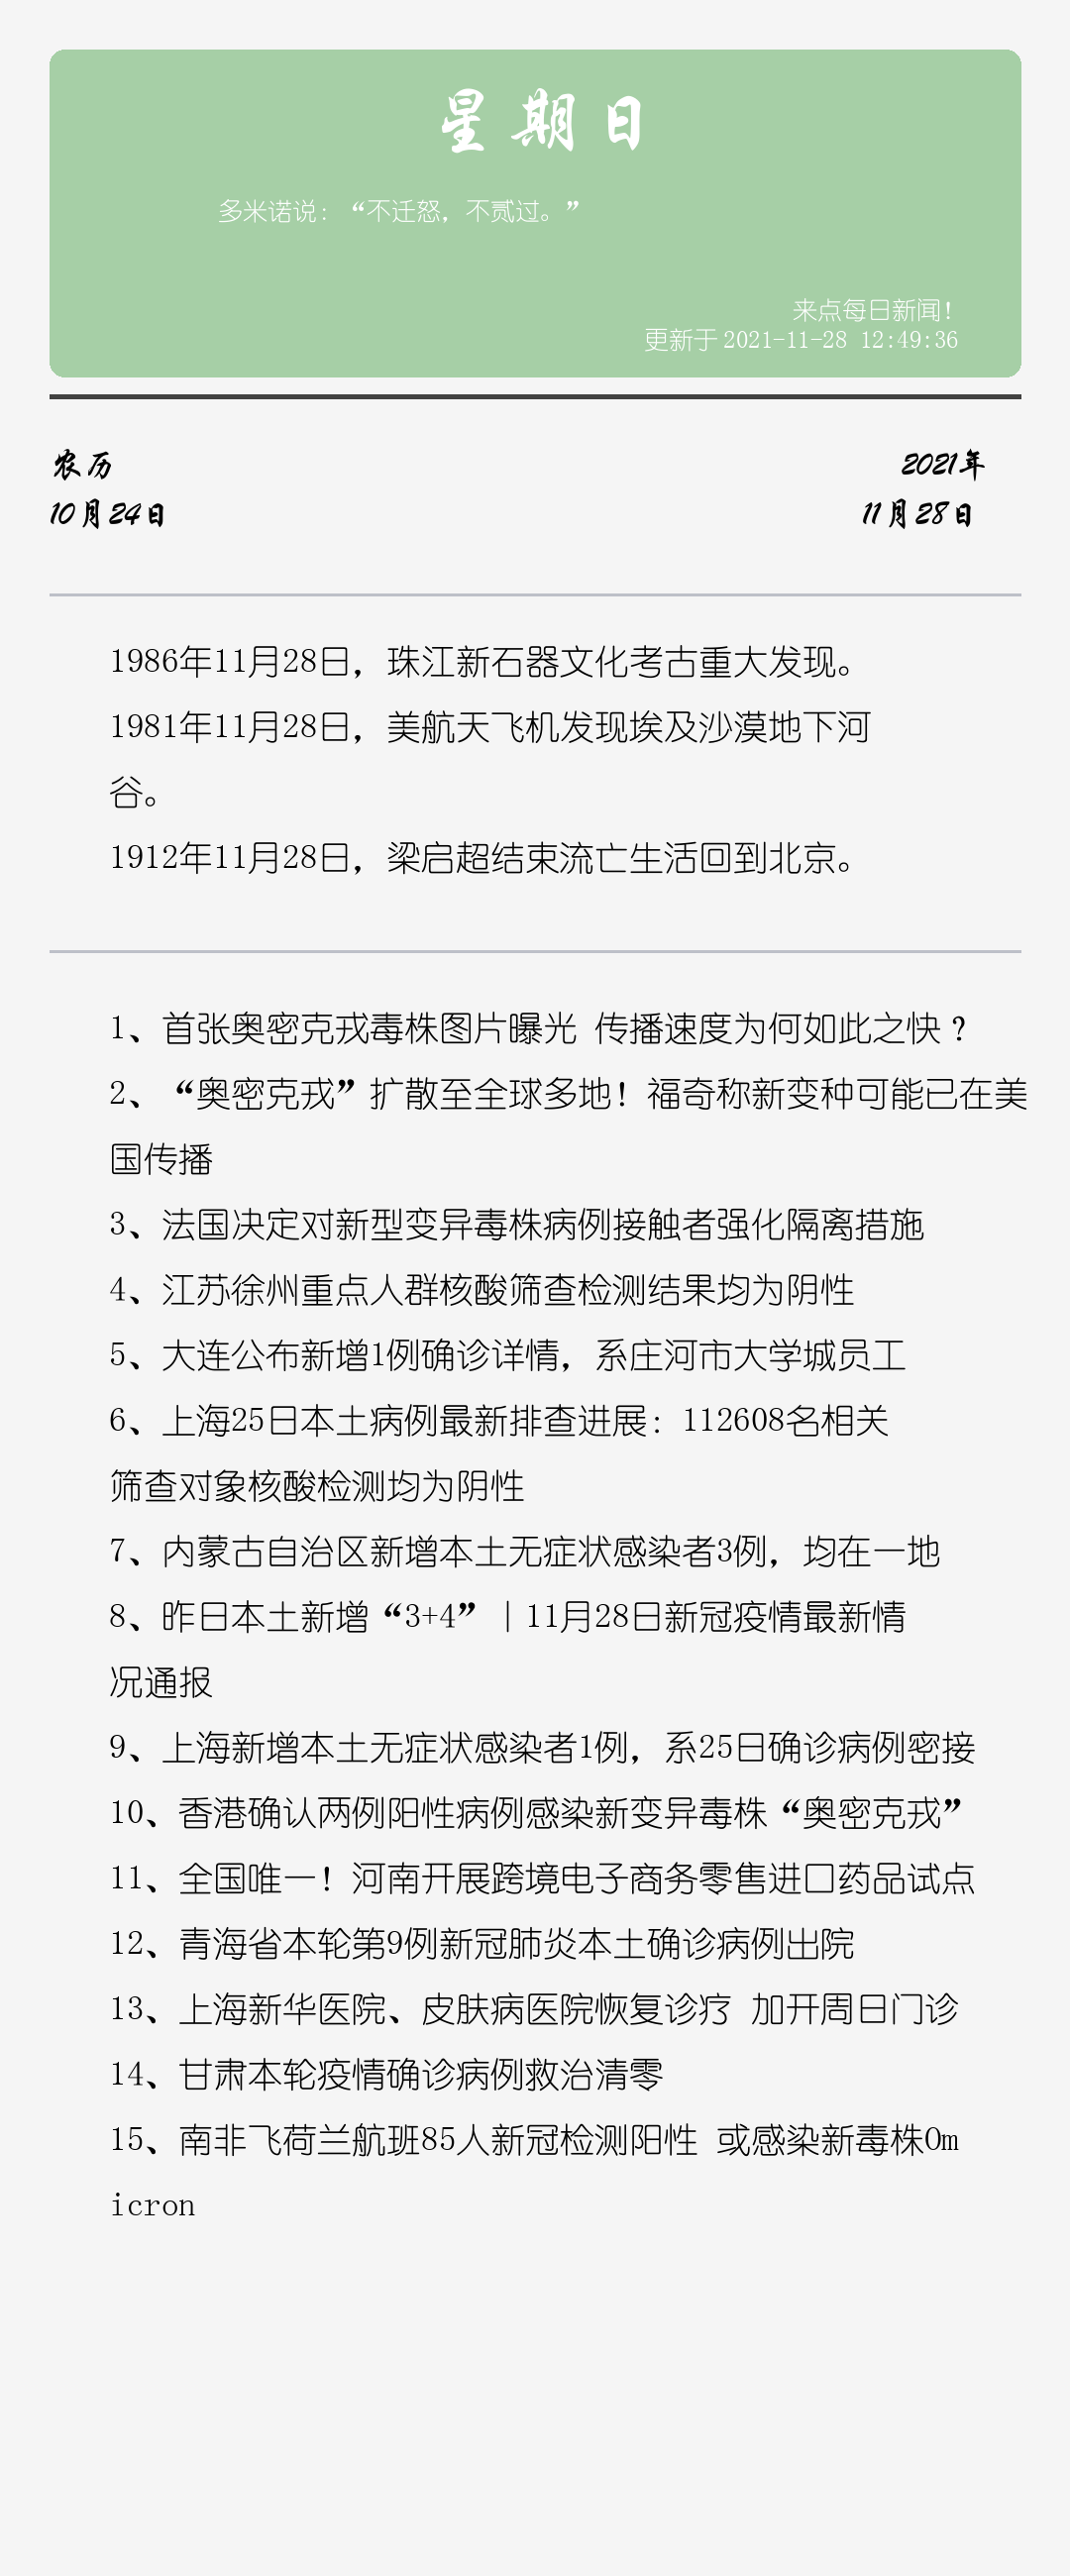 星期日
多米诺说：“不迁怒，不贰过。”
来点每日新闻！
更新于2021-11-28 12:49:36
农历
2021年
10月24日
11月28日
1986年11月28日，珠江新石器文化考古重大发现。
1981年11月28日，美航天飞机发现埃及沙漠地下河
谷。
1912年11月28日，梁启超结束流亡生活回到北京。
1、首张奥密克戎毒株图片曝光 传播速度为何如此之快？
2、“奥密克戎”扩散至全球多地！福奇称新变种可能已在美
国传播
3、法国决定对新型变异毒株病例接触者强化隔离措施
4、江苏徐州重点人群核酸筛查检测结果均为阴性
5、大连公布新增1例确诊详情，系庄河市大学城员工
6、上海25日本土病例最新排查进展：112608名相关
筛查对象核酸检测均为阴性
7、内蒙古自治区新增本土无症状感染者3例，均在一地
8、昨日本土新增“3+4”｜11月28日新冠疫情最新情
况通报
9、上海新增本土无症状感染者1例，系25日确诊病例密接
10、香港确认两例阳性病例感染新变异毒株“奥密克戎”
11、全国唯一！河南开展跨境电子商务零售进口药品试点
12、青海省本轮第9例新冠肺炎本土确诊病例出院
13、上海新华医院、皮肤病医院恢复诊疗 加开周日门诊
14、甘肃本轮疫情确诊病例救治清零
15、南非飞荷兰航班85人新冠检测阳性 或感染新毒株Om
icron